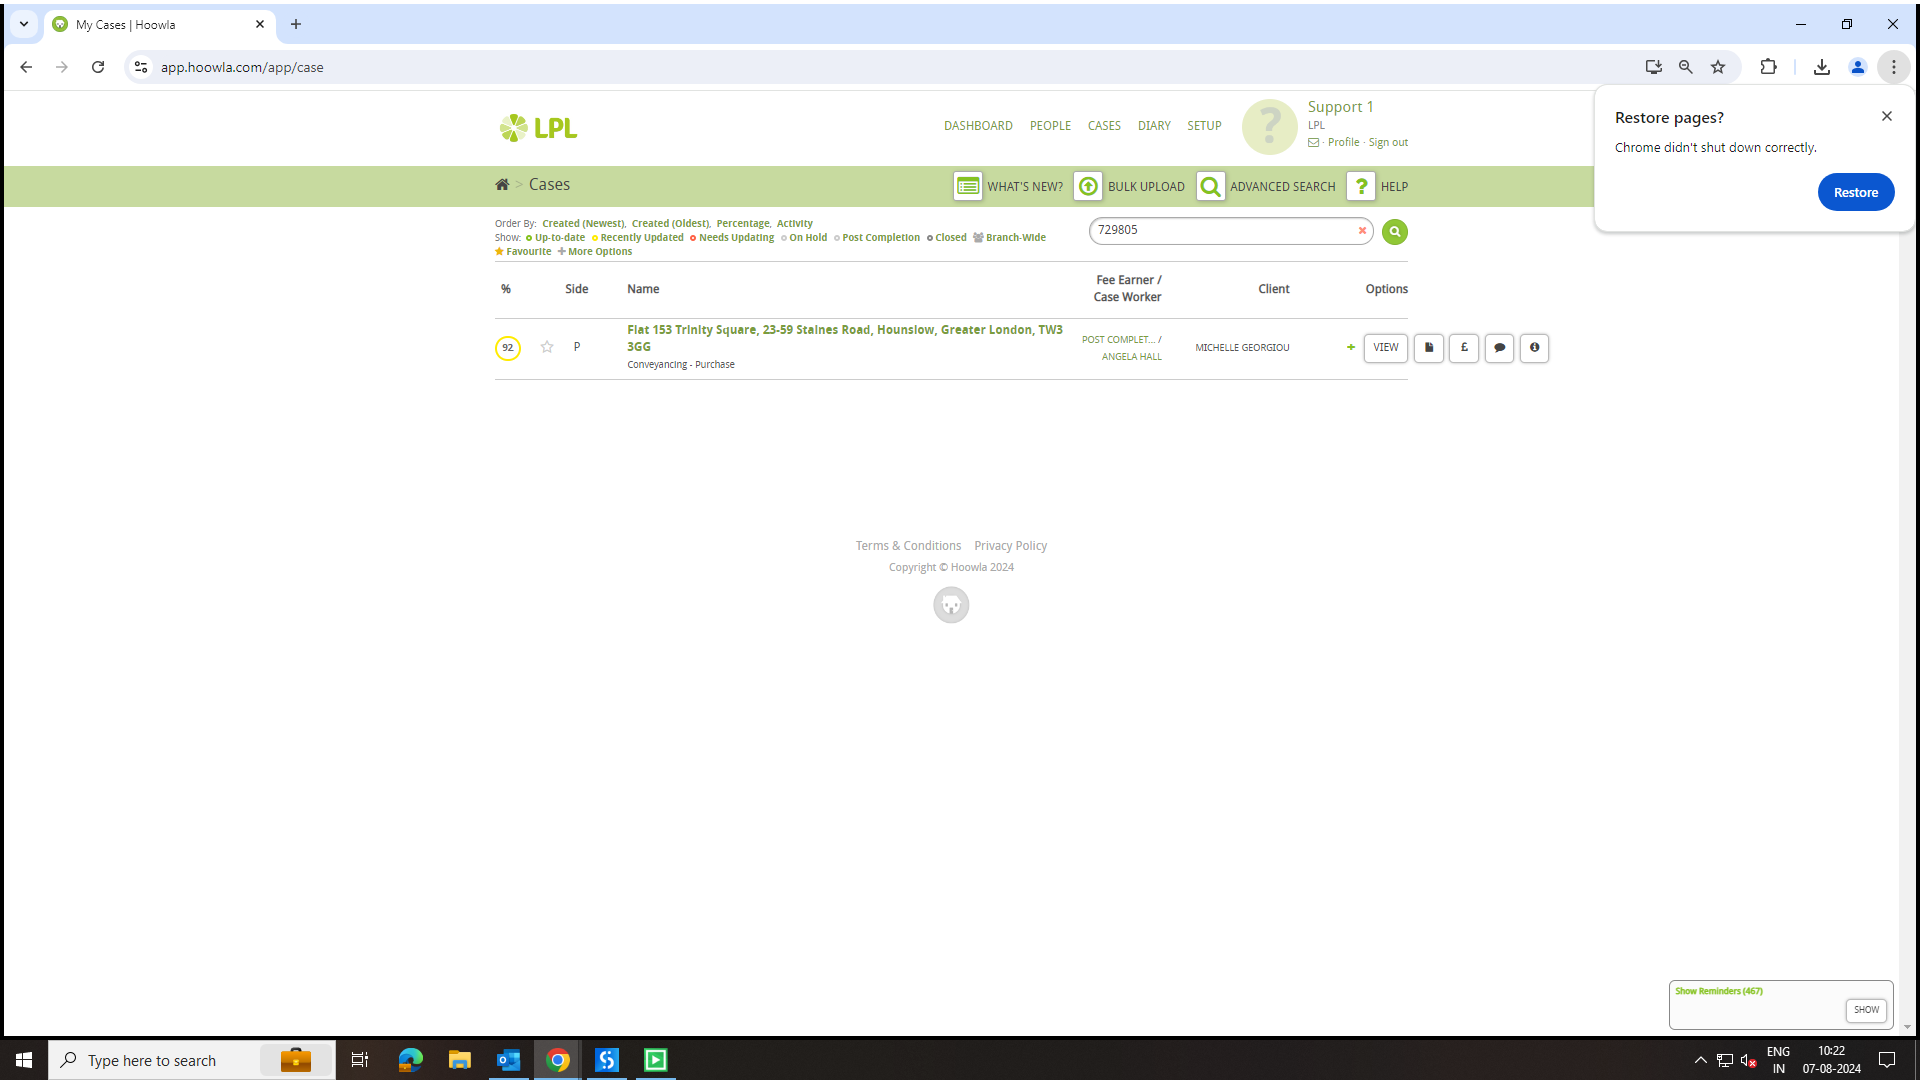 My Cases | Hoowla
app.hoowla.com/app/case
Restore pages?
Chrome didn't shut down correctly.
Restore
LPL
DASHBOARD PEOPLE CASES DIARY SETUP
?
Support 1
LPL
· Profile · Sign out
> Cases
WHAT'S NEW? BULK UPLOAD ADVANCED SEARCH ? HELP
Order By: Created (Newest), Created (Oldest), Percentage, Activity
Show: Up-to-date Recently Updated Needs Updating On Hold Post Completion Closed Branch-Wide
Favourite More Options
729805
% Side Name Fee Earner / Case Worker Client Options
92 P
Flat 153 Trinity Square, 23-59 Staines Road, Hounslow, Greater London, TW3
3GG
Conveyancing - Purchase
POST COMPLET... /
ANGELA HALL
MICHELLE GEORGIOU
+ VIEW £
Terms & Conditions Privacy Policy
Copyright © Hoowla 2024
Show Reminders (467)
SHOW
Type here to search
ENG
IN
10:22
07-08-2024